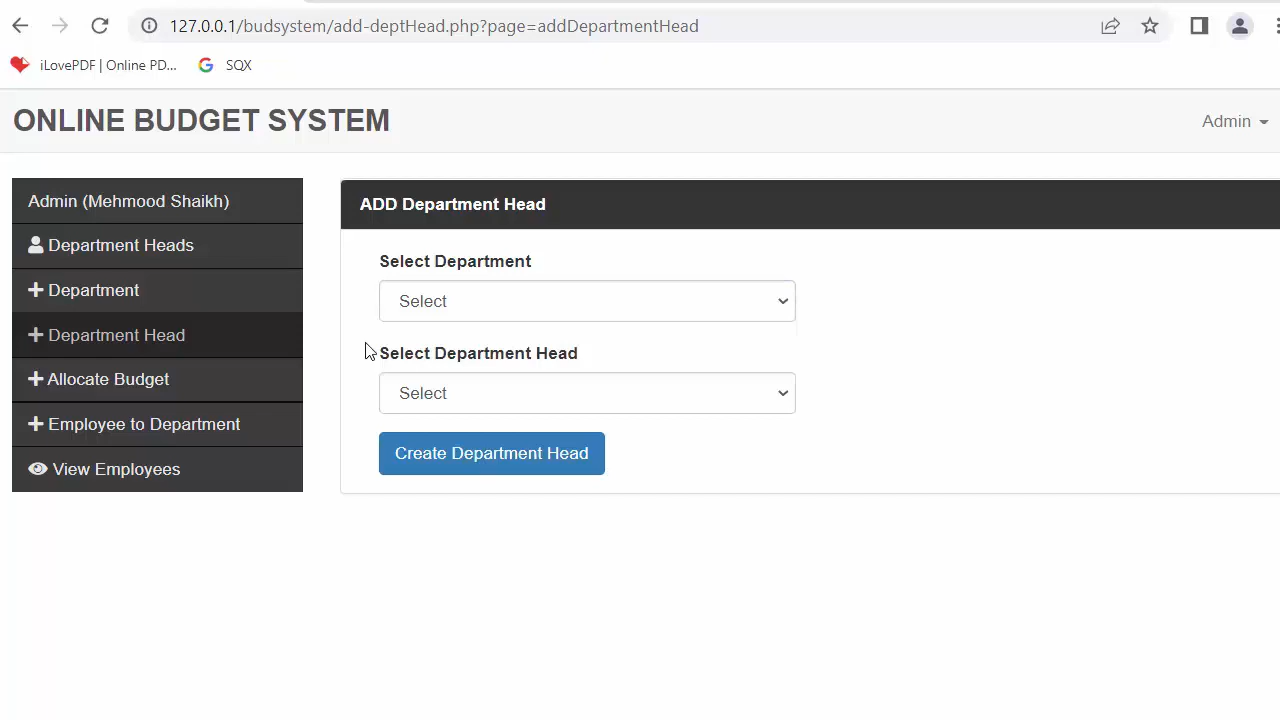 127.0.0.1/budsystem/add-deptHead.php?page=addDepartmentHead
iLovePDF | Online PD... SQX
ONLINE BUDGET SYSTEM
Admin
Admin (Mehmood Shaikh)
Department Heads
Department
Department Head
Allocate Budget
Employee to Department
View Employees
ADD Department Head
Select Department
Select
Select Department Head
Select
Create Department Head